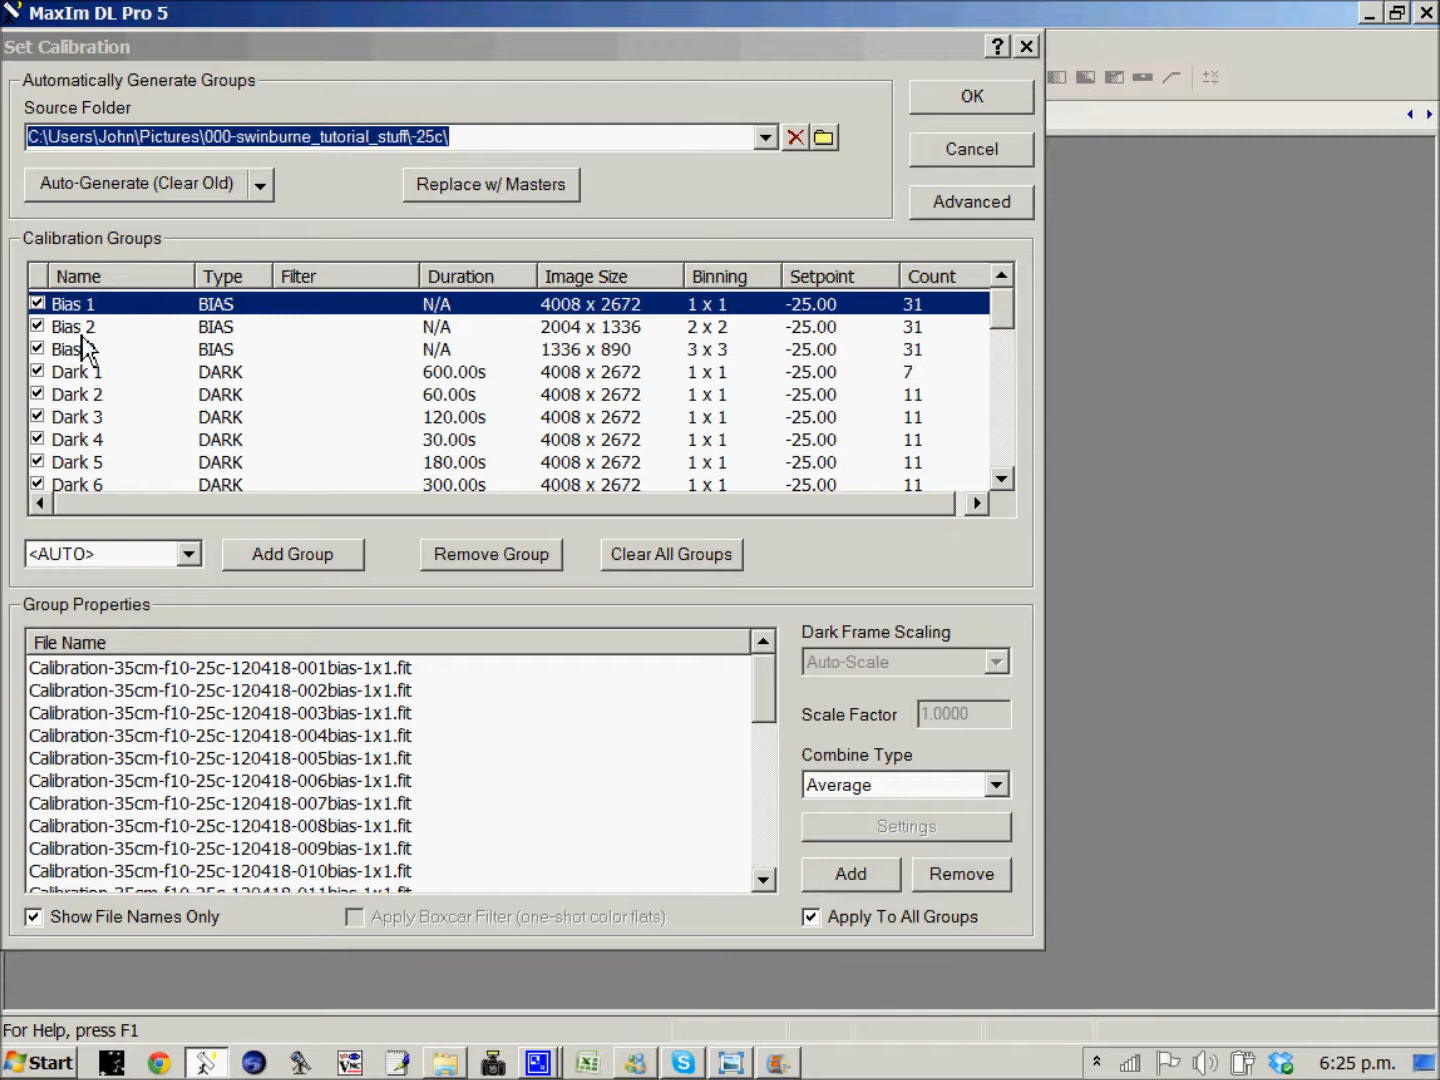 MaxIm DL Pro 5
Set Calibration
Automatically Generate Groups
Source Folder
C:\Users\John\Pictures\000-swinburne_tutorial_stuff\-25c\
Auto-Generate (Clear Old)
Replace w/ Masters
OK
Cancel
Advanced
Calibration Groups
Name Type Filter Duration Image Size Binning Setpoint Count
Bias 1 BIAS N/A 4008 x 2672 1 x 1 -25.00 31
Bias 2 BIAS N/A 2004 x 1336 2 x 2 -25.00 31
Bias BIAS N/A 1336 x 890 3 x 3 -25.00 31
Dark 1 DARK 600.00s 4008 x 2672 1 x 1 -25.00 7
Dark 2 DARK 60.00s 4008 x 2672 1 x 1 -25.00 11
Dark 3 DARK 120.00s 4008 x 2672 1 x 1 -25.00 11
Dark 4 DARK 30.00s 4008 x 2672 1 x 1 -25.00 11
Dark 5 DARK 180.00s 4008 x 2672 1 x 1 -25.00 11
Dark 6 DARK 300.00s 4008 x 2672 1 x 1 -25.00 11
<AUTO> Add Group Remove Group Clear All Groups
Group Properties
File Name
Calibration-35cm-f10-25c-120418-001bias-1x1.fit
Calibration-35cm-f10-25c-120418-002bias-1x1.fit
Calibration-35cm-f10-25c-120418-003bias-1x1.fit
Calibration-35cm-f10-25c-120418-004bias-1x1.fit
Calibration-35cm-f10-25c-120418-005bias-1x1.fit
Calibration-35cm-f10-25c-120418-006bias-1x1.fit
Calibration-35cm-f10-25c-120418-007bias-1x1.fit
Calibration-35cm-f10-25c-120418-008bias-1x1.fit
Calibration-35cm-f10-25c-120418-009bias-1x1.fit
Calibration-35cm-f10-25c-120418-010bias-1x1.fit
Calibration-35cm-f10-25c-120418-011bias-1x1.fit
Dark Frame Scaling
Auto-Scale
Scale Factor 1.0000
Combine Type
Average
Settings
Add Remove
Show File Names Only
Apply Boxcar Filter (one-shot color flats)
Apply To All Groups
For Help, press F1
Start
6:25 p.m.